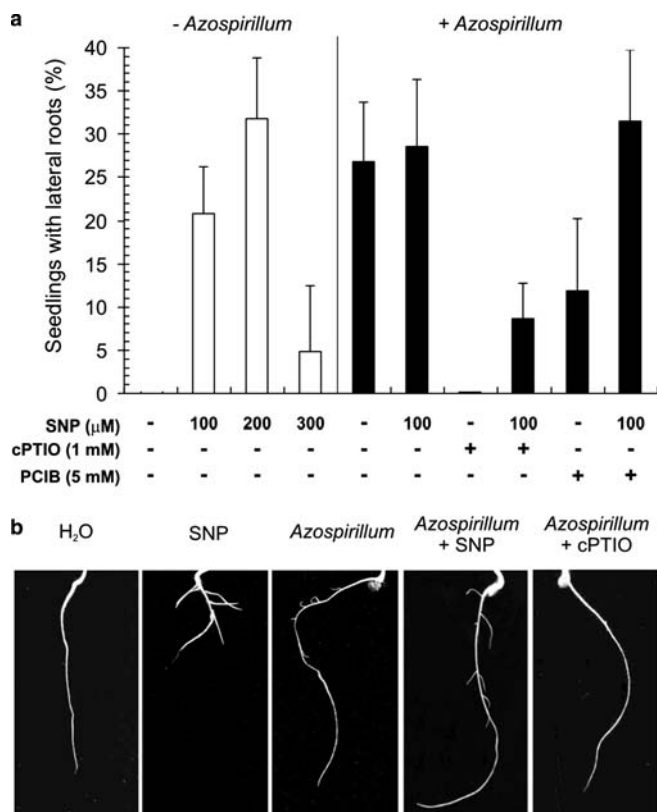 a
- Azospirillum + Azospirillum
Seedlings with lateral roots (%)
40
35
30
25
20
15
10
5
0
SNP (μM) - 100 200 300 - 100 - 100 - 100
cPTIO (1 mM) - - - - - - + + - -
PCIB (5 mM) - - - - - - - - + +
b
H₂O SNP Azospirillum Azospirillum + SNP Azospirillum + cPTIO